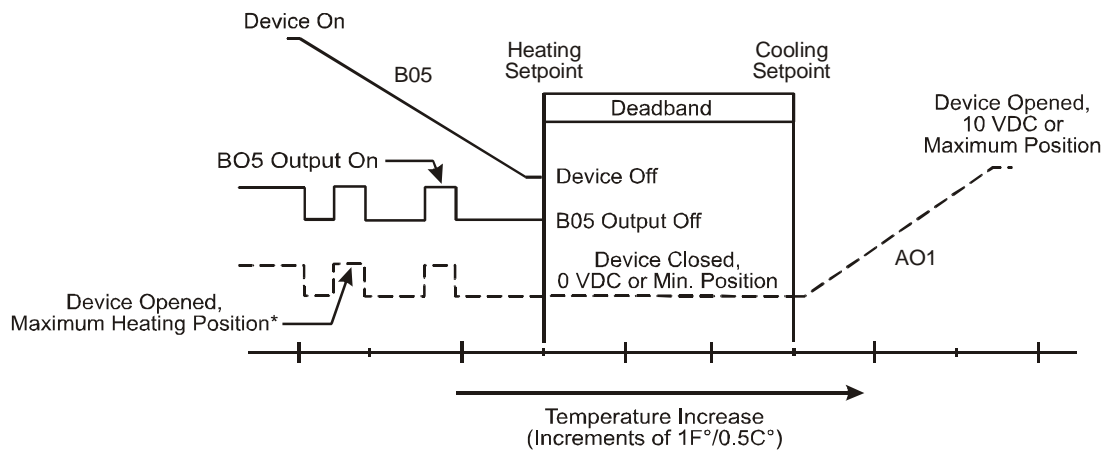 Device On
B05
Heating
Setpoint
Cooling
Setpoint
Deadband
Device Opened,
10 VDC or
Maximum Position
BO5 Output On
Device Off
B05 Output Off
Device Closed,
0 VDC or Min. Position
AO1
Device Opened,
Maximum Heating Position*
Temperature Increase
(Increments of 1F°/0.5C°)